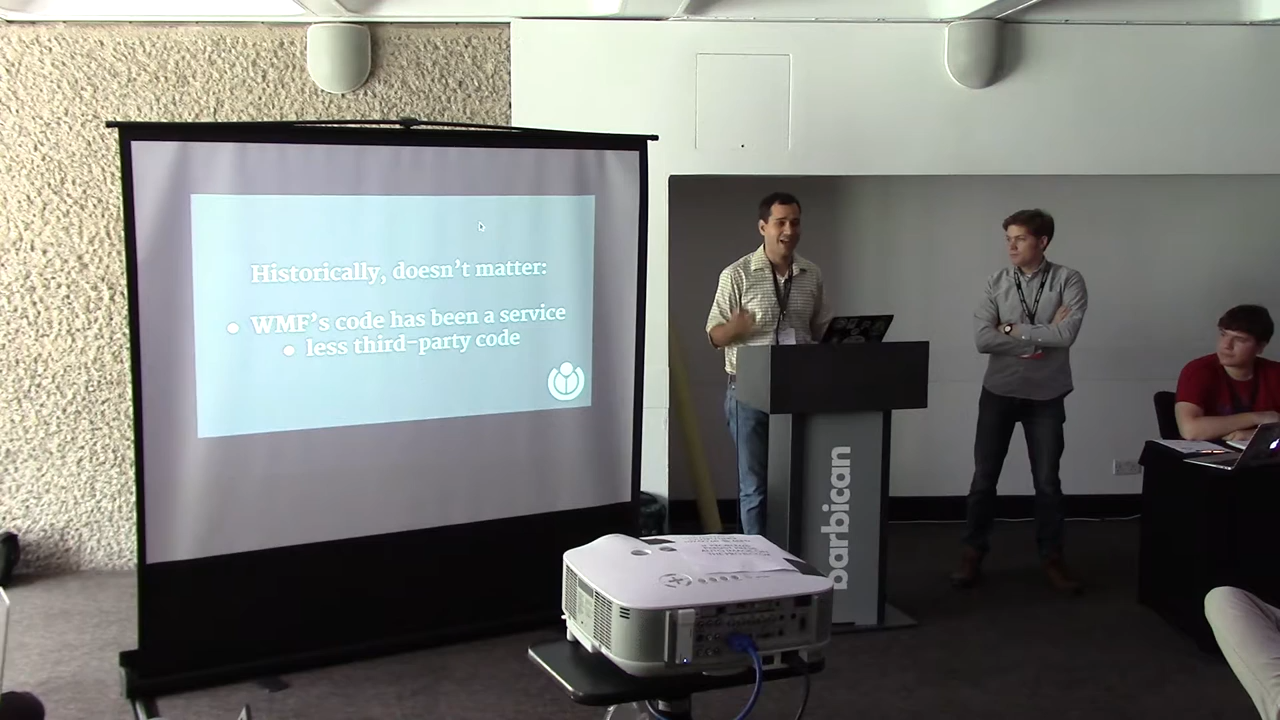 Historically, doesn't matter:
● WMF's code has been a service
● less third-party code
barbican